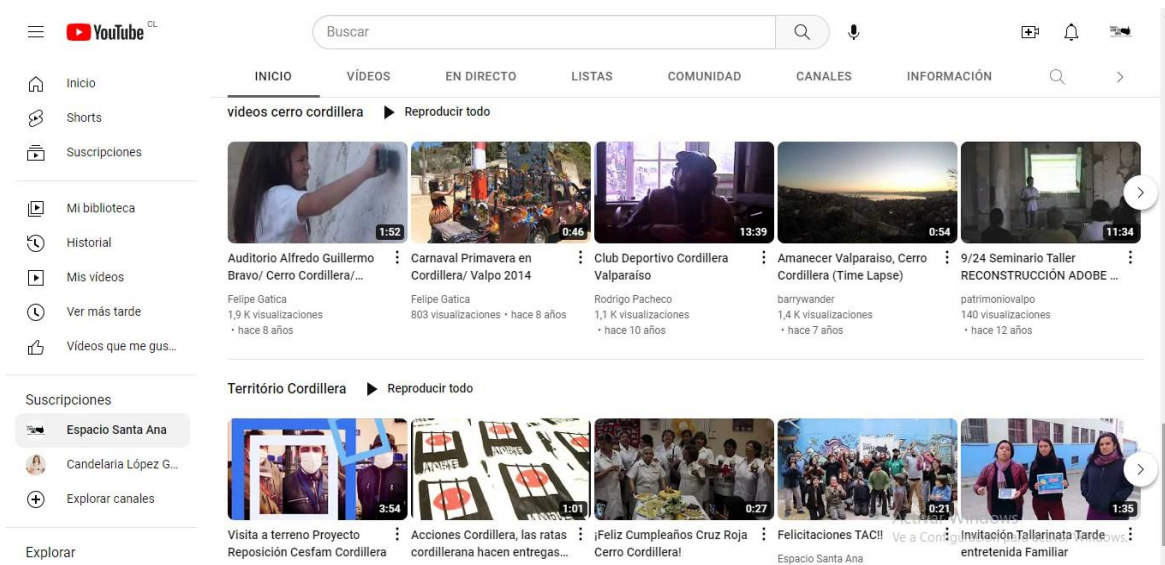 YouTube CL
Buscar
Inicio
Shorts
Suscripciones
Mi biblioteca
Historial
Mis vídeos
Ver más tarde
Vídeos que me gus...
Suscripciones
Espacio Santa Ana
Candelaria López G...
Explorar canales
Explorar
INICIO VÍDEOS EN DIRECTO LISTAS COMUNIDAD CANALES INFORMACIÓN
videos cerro cordillera Reproducir todo
1:52
Auditorio Alfredo Guillermo
Bravo/ Cerro Cordillera/...
Felipe Gatica
1,9 K visualizaciones
• hace 8 años
0:46
Carnaval Primavera en
Cordillera/ Valpo 2014
Felipe Gatica
803 visualizaciones • hace 8 años
13:39
Club Deportivo Cordillera
Valparaíso
Rodrigo Pacheco
1,1 K visualizaciones
• hace 10 años
0:54
Amanecer Valparaiso, Cerro
Cordillera (Time Lapse)
barrywander
1,4 K visualizaciones
• hace 7 años
11:34
9/24 Seminario Taller
RECONSTRUCCIÓN ADOBE ...
patrimoniovalpo
140 visualizaciones
• hace 12 años
Território Cordillera Reproducir todo
3:54
Visita a terreno Proyecto
Reposición Cesfam Cordillera
1:01
Acciones Cordillera, las ratas
cordillerana hacen entregas...
0:27
¡Feliz Cumpleaños Cruz Roja
Cerro Cordillera!
0:21
Felicitaciones TAC!!
Espacio Santa Ana
1:35
Invitación Tallarinata Tarde
entretenida Familiar
Activar Windows
Ve a Configuración para activar Windows.